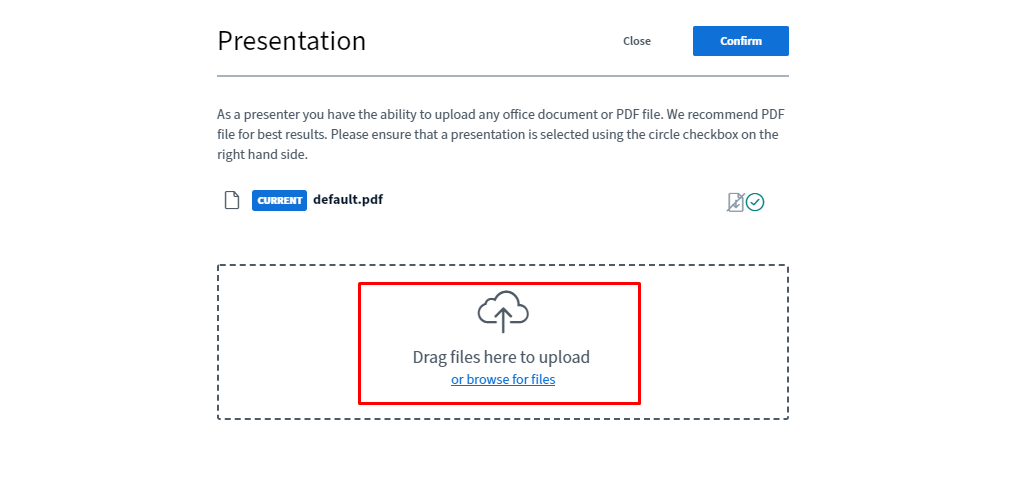 Presentation
Close
Confirm
As a presenter you have the ability to upload any office document or PDF file. We recommend PDF
file for best results. Please ensure that a presentation is selected using the circle checkbox on the
right hand side.
CURRENT default.pdf
Drag files here to upload
or browse for files